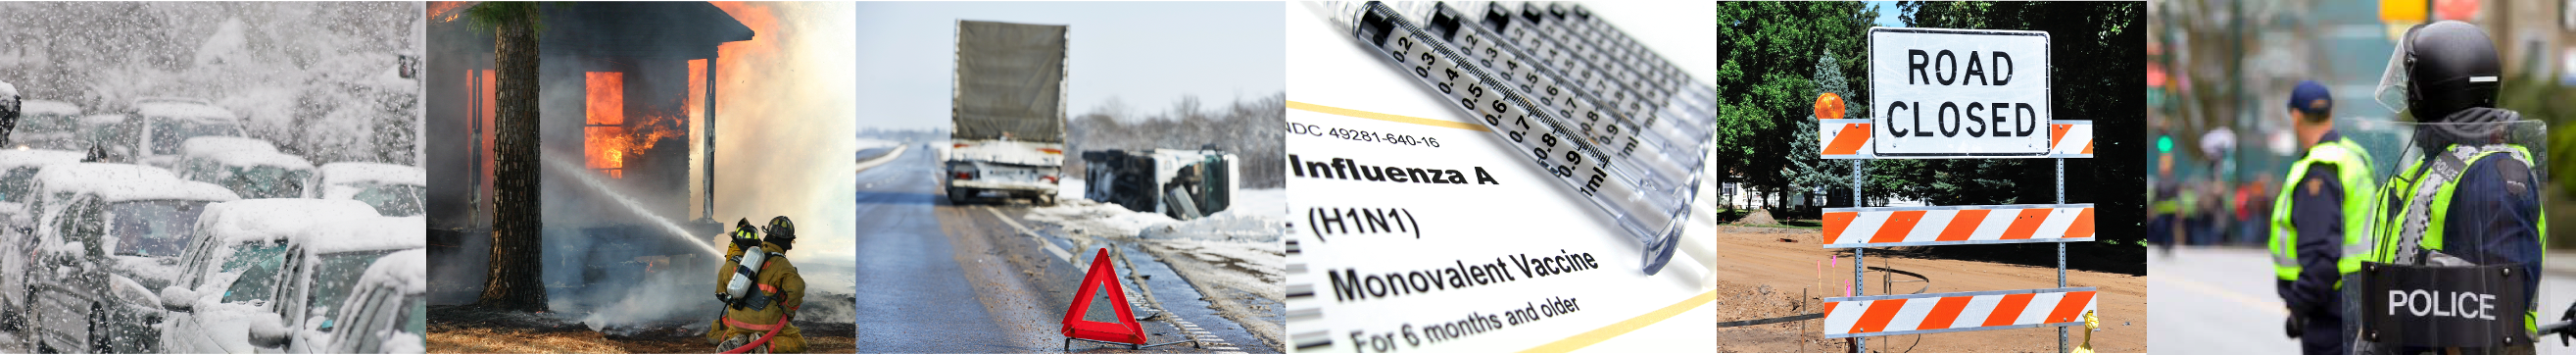 0.2
0.3
0.4
0.5
0.6
0.7
0.8
0.9
1ml
NDC 49281-640-16
Influenza A
(H1N1)
Monovalent Vaccine
For 6 months and older
ROAD
CLOSED
POLICE
POLICE